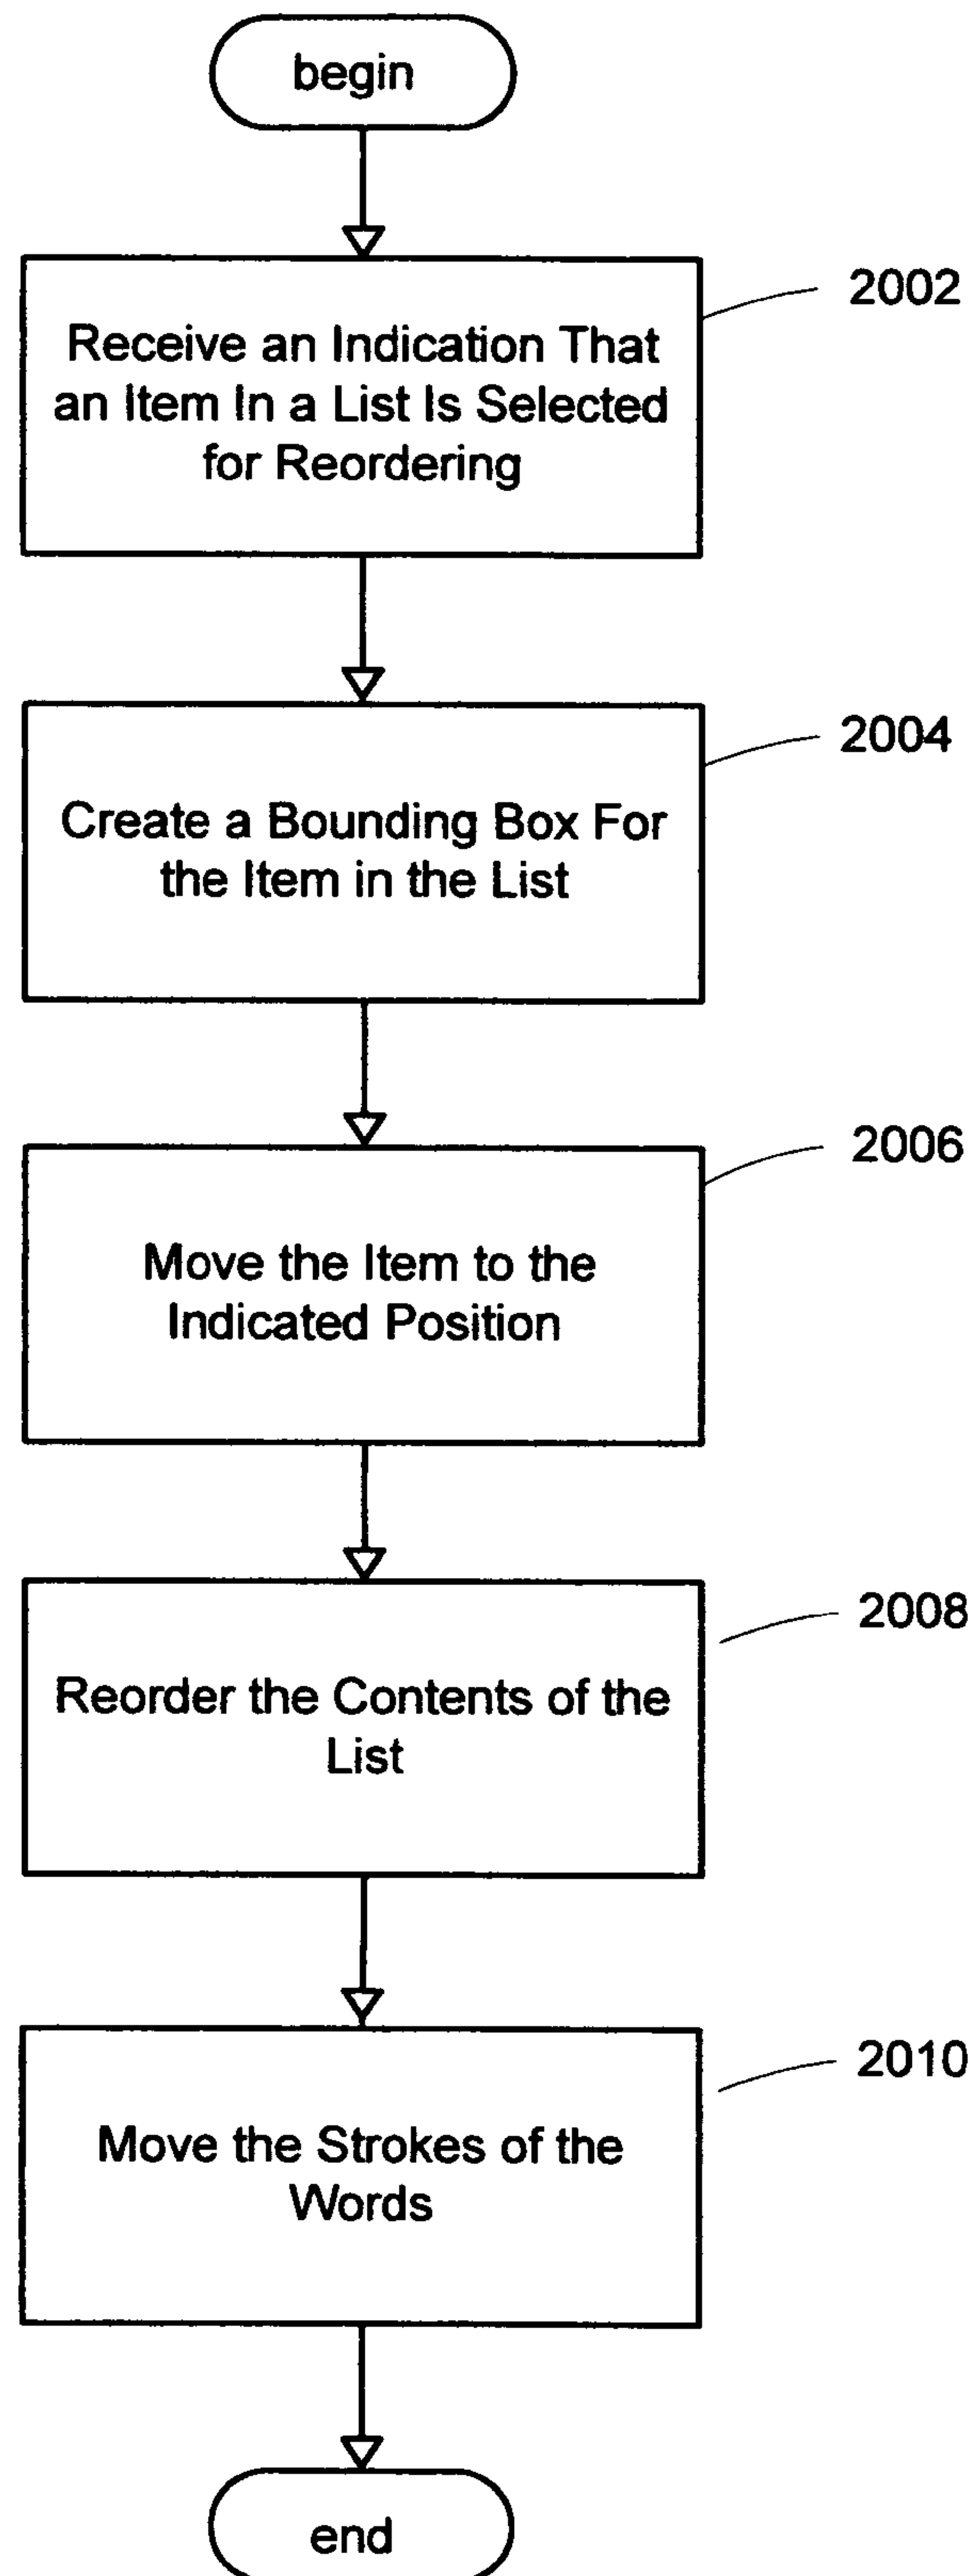 begin
2002
Receive an Indication That
an Item In a List Is Selected
for Reordering
2004
Create a Bounding Box For
the Item in the List
2006
Move the Item to the
Indicated Position
2008
Reorder the Contents of the
List
2010
Move the Strokes of the
Words
end